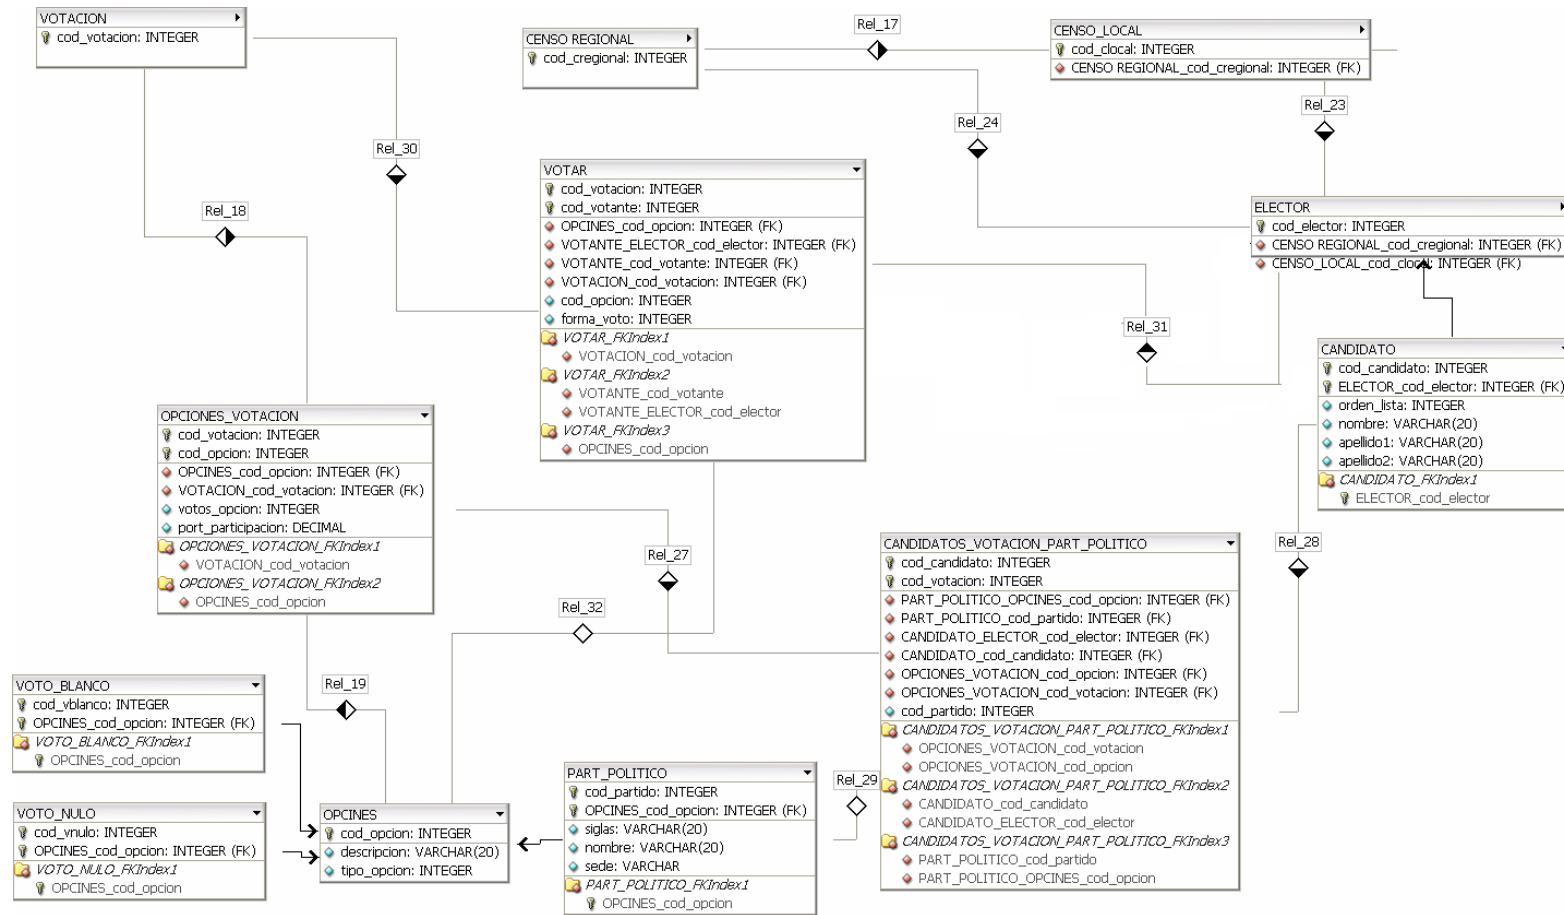 VOTACION
cod_votacion: INTEGER
CENSO REGIONAL
cod_cregional: INTEGER
Rel_17
CENSO_LOCAL
cod_clocal: INTEGER
CENSO REGIONAL_cod_cregional: INTEGER (FK)
Rel_30
Rel_24
Rel_23
Rel_18
VOTAR
cod_votacion: INTEGER
cod_votante: INTEGER
OPCINES_cod_opcion: INTEGER (FK)
VOTANTE_ELECTOR_cod_elector: INTEGER (FK)
VOTANTE_cod_votante: INTEGER (FK)
VOTACION_cod_votacion: INTEGER (FK)
cod_opcion: INTEGER
forma_voto: INTEGER
VOTAR_FKIndex1
VOTACION_cod_votacion
VOTAR_FKIndex2
VOTANTE_cod_votante
VOTANTE_ELECTOR_cod_elector
VOTAR_FKIndex3
OPCINES_cod_opcion
ELECTOR
cod_elector: INTEGER
CENSO REGIONAL_cod_cregional: INTEGER (FK)
CENSO_LOCAL_cod_clocal: INTEGER (FK)
Rel_31
CANDIDATO
cod_candidato: INTEGER
ELECTOR_cod_elector: INTEGER (FK)
orden_lista: INTEGER
nombre: VARCHAR(20)
apellido1: VARCHAR(20)
apellido2: VARCHAR(20)
CANDIDATO_FKIndex1
ELECTOR_cod_elector
OPCIONES_VOTACION
cod_votacion: INTEGER
cod_opcion: INTEGER
OPCINES_cod_opcion: INTEGER (FK)
VOTACION_cod_votacion: INTEGER (FK)
votos_opcion: INTEGER
port_participacion: DECIMAL
OPCIONES_VOTACION_FKIndex1
VOTACION_cod_votacion
OPCIONES_VOTACION_FKIndex2
OPCINES_cod_opcion
Rel_27
Rel_32
Rel_28
CANDIDATOS_VOTACION_PART_POLITICO
cod_candidato: INTEGER
cod_votacion: INTEGER
PART_POLITICO_OPCINES_cod_opcion: INTEGER (FK)
PART_POLITICO_cod_partido: INTEGER (FK)
CANDIDATO_ELECTOR_cod_elector: INTEGER (FK)
CANDIDATO_cod_candidato: INTEGER (FK)
OPCIONES_VOTACION_cod_opcion: INTEGER (FK)
OPCIONES_VOTACION_cod_votacion: INTEGER (FK)
cod_partido: INTEGER
CANDIDATOS_VOTACION_PART_POLITICO_FKIndex1
OPCIONES_VOTACION_cod_votacion
OPCIONES_VOTACION_cod_opcion
CANDIDATOS_VOTACION_PART_POLITICO_FKIndex2
CANDIDATO_cod_candidato
CANDIDATO_ELECTOR_cod_elector
CANDIDATOS_VOTACION_PART_POLITICO_FKIndex3
PART_POLITICO_cod_partido
PART_POLITICO_OPCINES_cod_opcion
VOTO_BLANCO
cod_vblanco: INTEGER
OPCINES_cod_opcion: INTEGER (FK)
VOTO_BLANCO_FKIndex1
OPCINES_cod_opcion
Rel_19
VOTO_NULO
cod_vnulo: INTEGER
OPCINES_cod_opcion: INTEGER (FK)
VOTO_NULO_FKIndex1
OPCINES_cod_opcion
OPCINES
cod_opcion: INTEGER
descripcion: VARCHAR(20)
tipo_opcion: INTEGER
PART_POLITICO
cod_partido: INTEGER
OPCINES_cod_opcion: INTEGER (FK)
siglas: VARCHAR(20)
nombre: VARCHAR(20)
sede: VARCHAR
PART_POLITICO_FKIndex1
OPCINES_cod_opcion
Rel_29